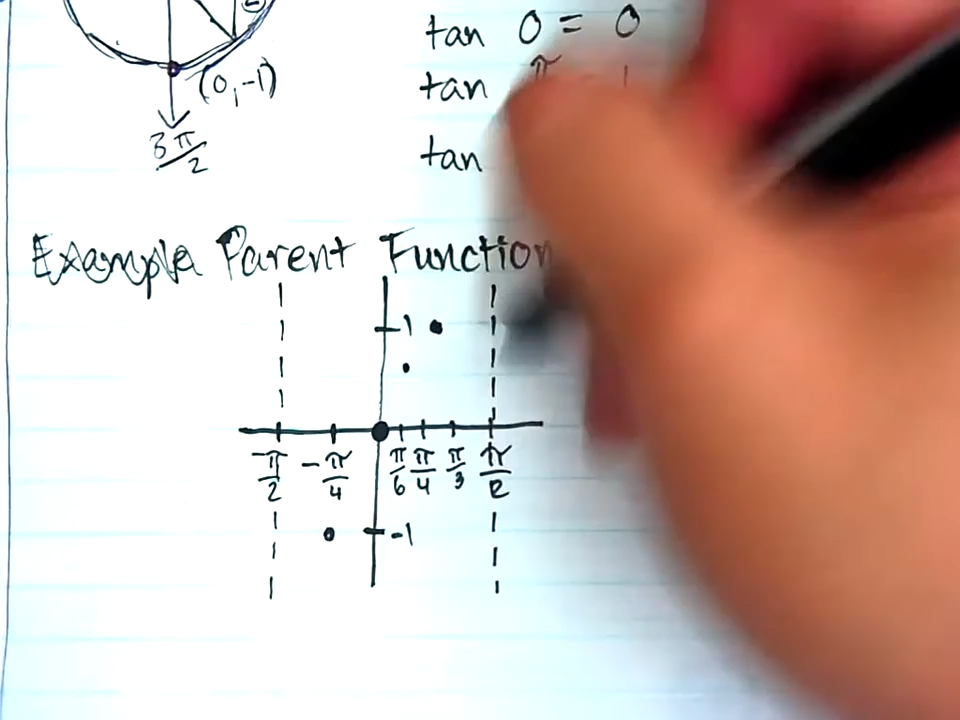 tan 0 = 0
(0,-1)
tan
3π/2
tan
Example Parent Function
1
-π/2 -π/4 π/6 π/4 π/3 π/2
-1